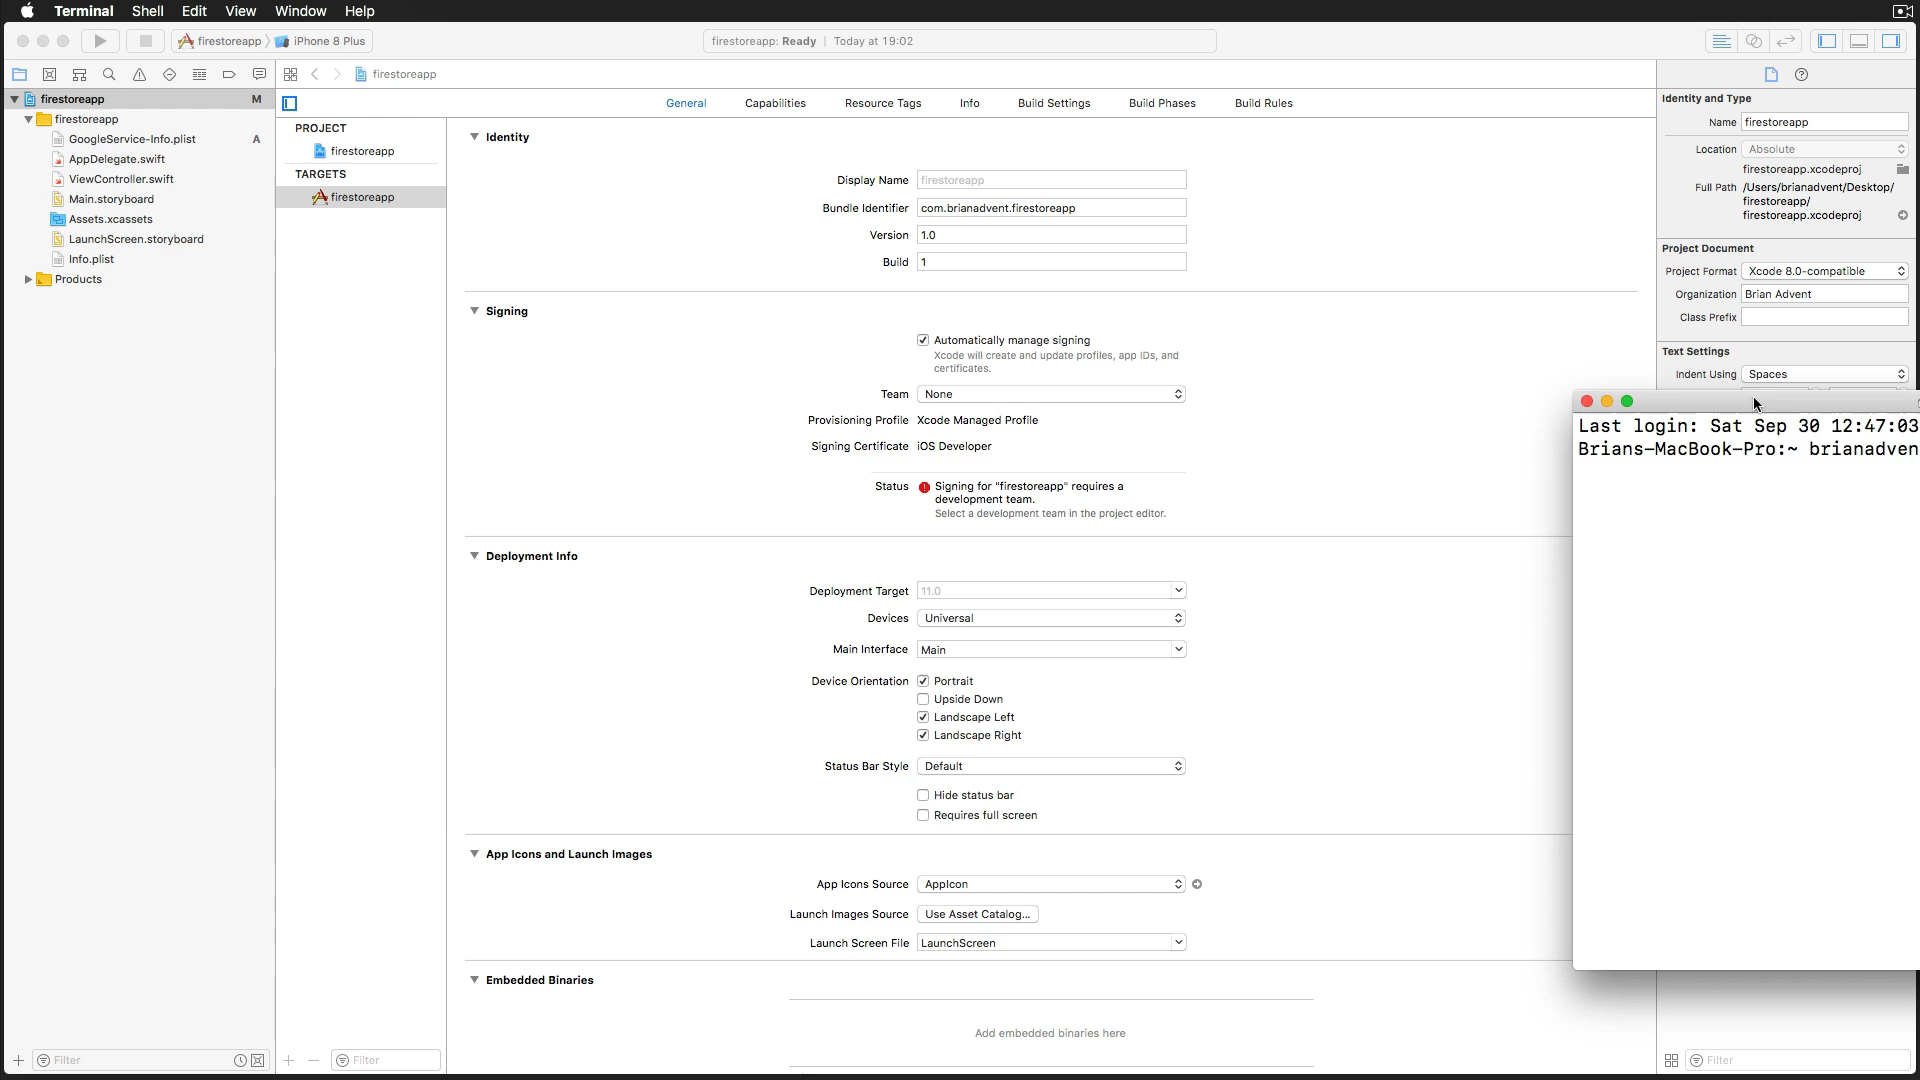 Terminal Shell Edit View Window Help
firestoreapp iPhone 8 Plus
firestoreapp: Ready | Today at 19:02
firestoreapp
firestoreapp M
firestoreapp
GoogleService-Info.plist A
AppDelegate.swift
ViewController.swift
Main.storyboard
Assets.xcassets
LaunchScreen.storyboard
Info.plist
Products
Filter
General Capabilities Resource Tags Info Build Settings Build Phases Build Rules
PROJECT
firestoreapp
TARGETS
firestoreapp
Filter
Identity
Display Name firestoreapp
Bundle Identifier com.brianadvent.firestoreapp
Version 1.0
Build 1
Signing
Automatically manage signing
Xcode will create and update profiles, app IDs, and
certificates.
Team None
Provisioning Profile Xcode Managed Profile
Signing Certificate iOS Developer
Status Signing for "firestoreapp" requires a
development team.
Select a development team in the project editor.
Deployment Info
Deployment Target 11.0
Devices Universal
Main Interface Main
Device Orientation Portrait
Upside Down
Landscape Left
Landscape Right
Status Bar Style Default
Hide status bar
Requires full screen
App Icons and Launch Images
App Icons Source AppIcon
Launch Images Source Use Asset Catalog...
Launch Screen File LaunchScreen
Embedded Binaries
Add embedded binaries here
Identity and Type
Name firestoreapp
Location Absolute
firestoreapp.xcodeproj
Full Path /Users/brianadvent/Desktop/
firestoreapp/
firestoreapp.xcodeproj
Project Document
Project Format Xcode 8.0-compatible
Organization Brian Advent
Class Prefix
Text Settings
Indent Using Spaces
Last login: Sat Sep 30 12:47:03
Brians-MacBook-Pro:~ brianadven
Filter